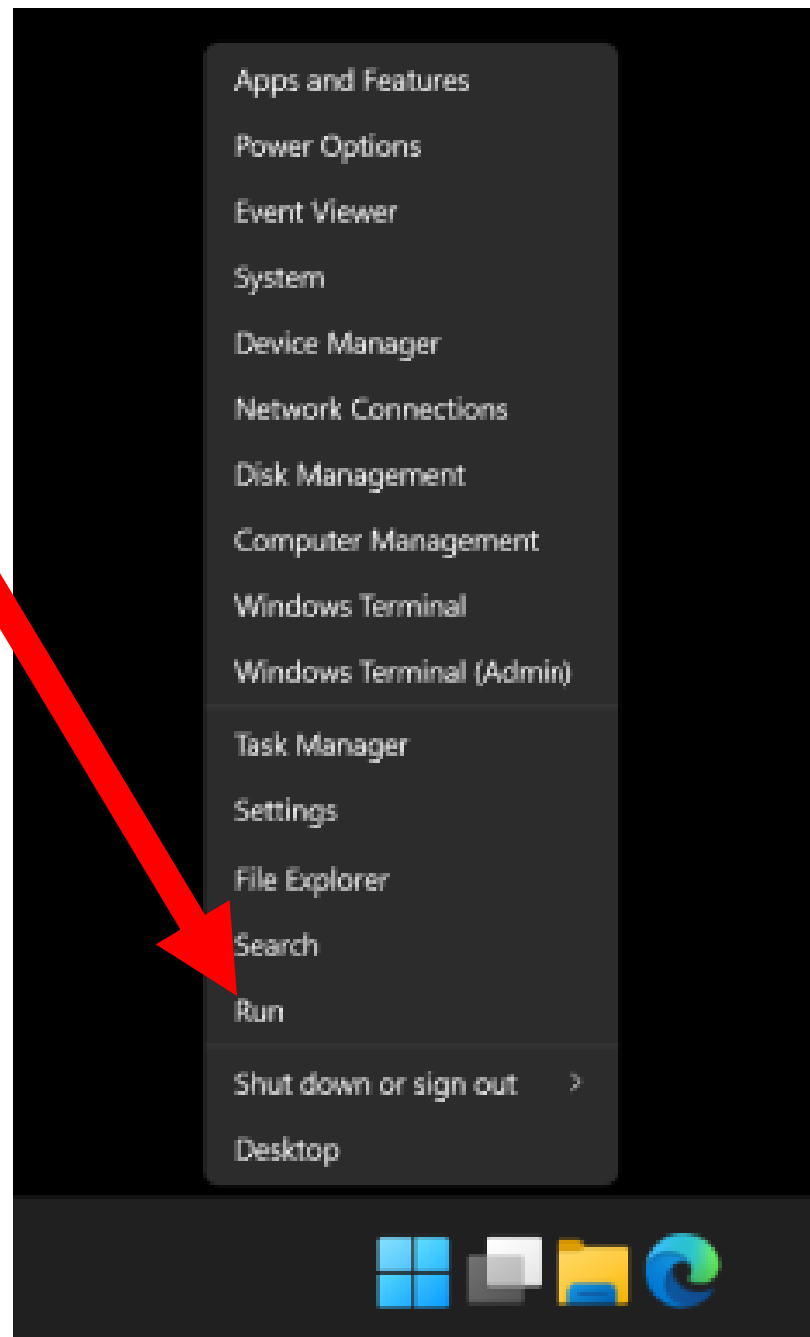 Apps and Features
Power Options
Event Viewer
System
Device Manager
Network Connections
Disk Management
Computer Management
Windows Terminal
Windows Terminal (Admin)
Task Manager
Settings
File Explorer
Search
Run
Shut down or sign out
Desktop